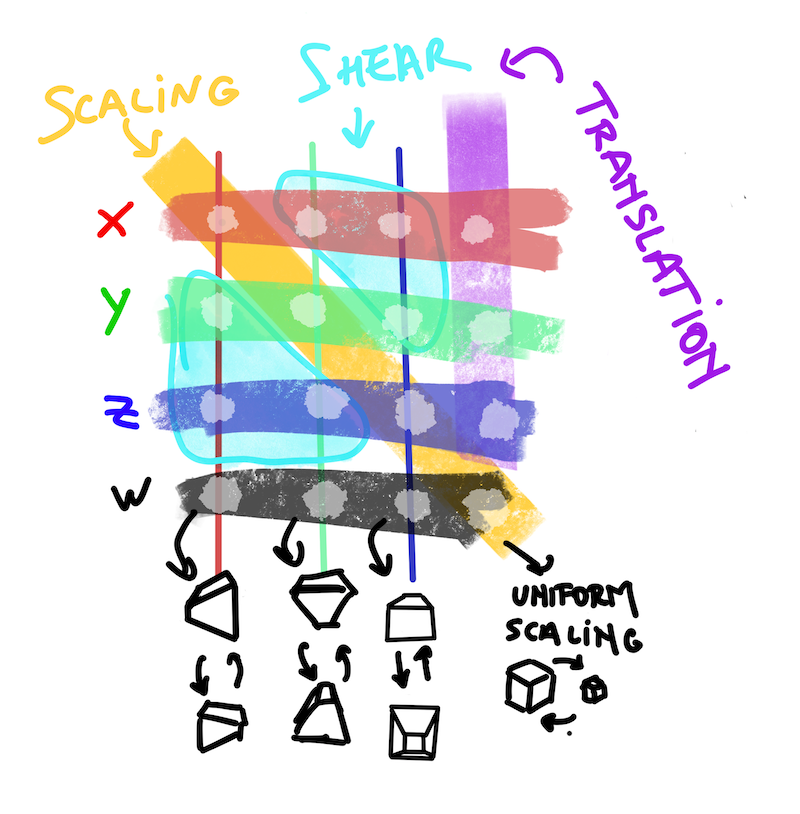 SCALING
SHEAR
TRANSLATION
X
Y
Z
W
UNIFORM
SCALING